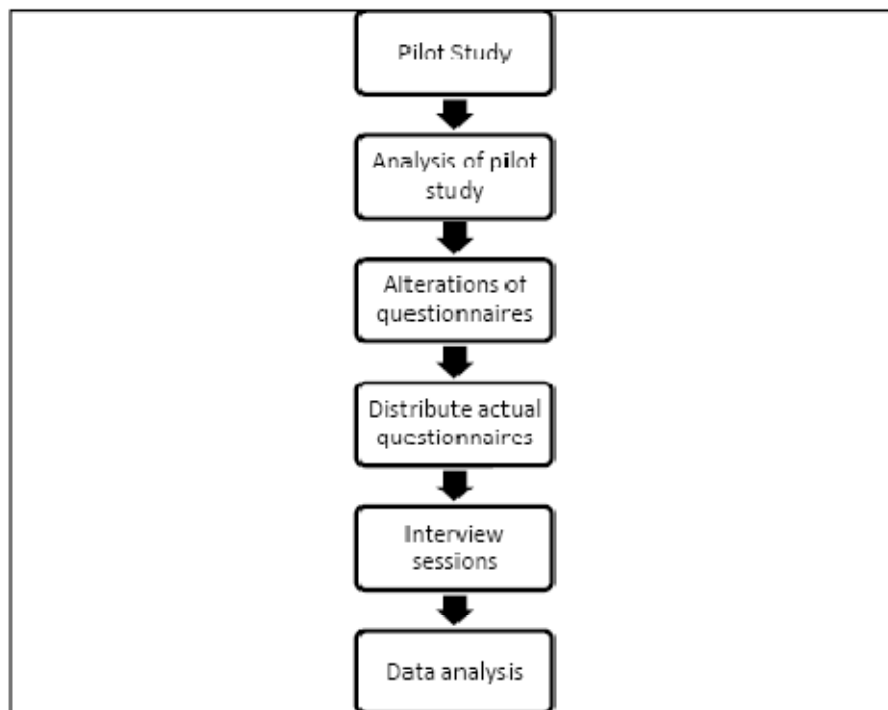 Pilot Study
Analysis of pilot
study
Alterations of
questionnaires
Distribute actual
questionnaires
Interview
sessions
Data analysis